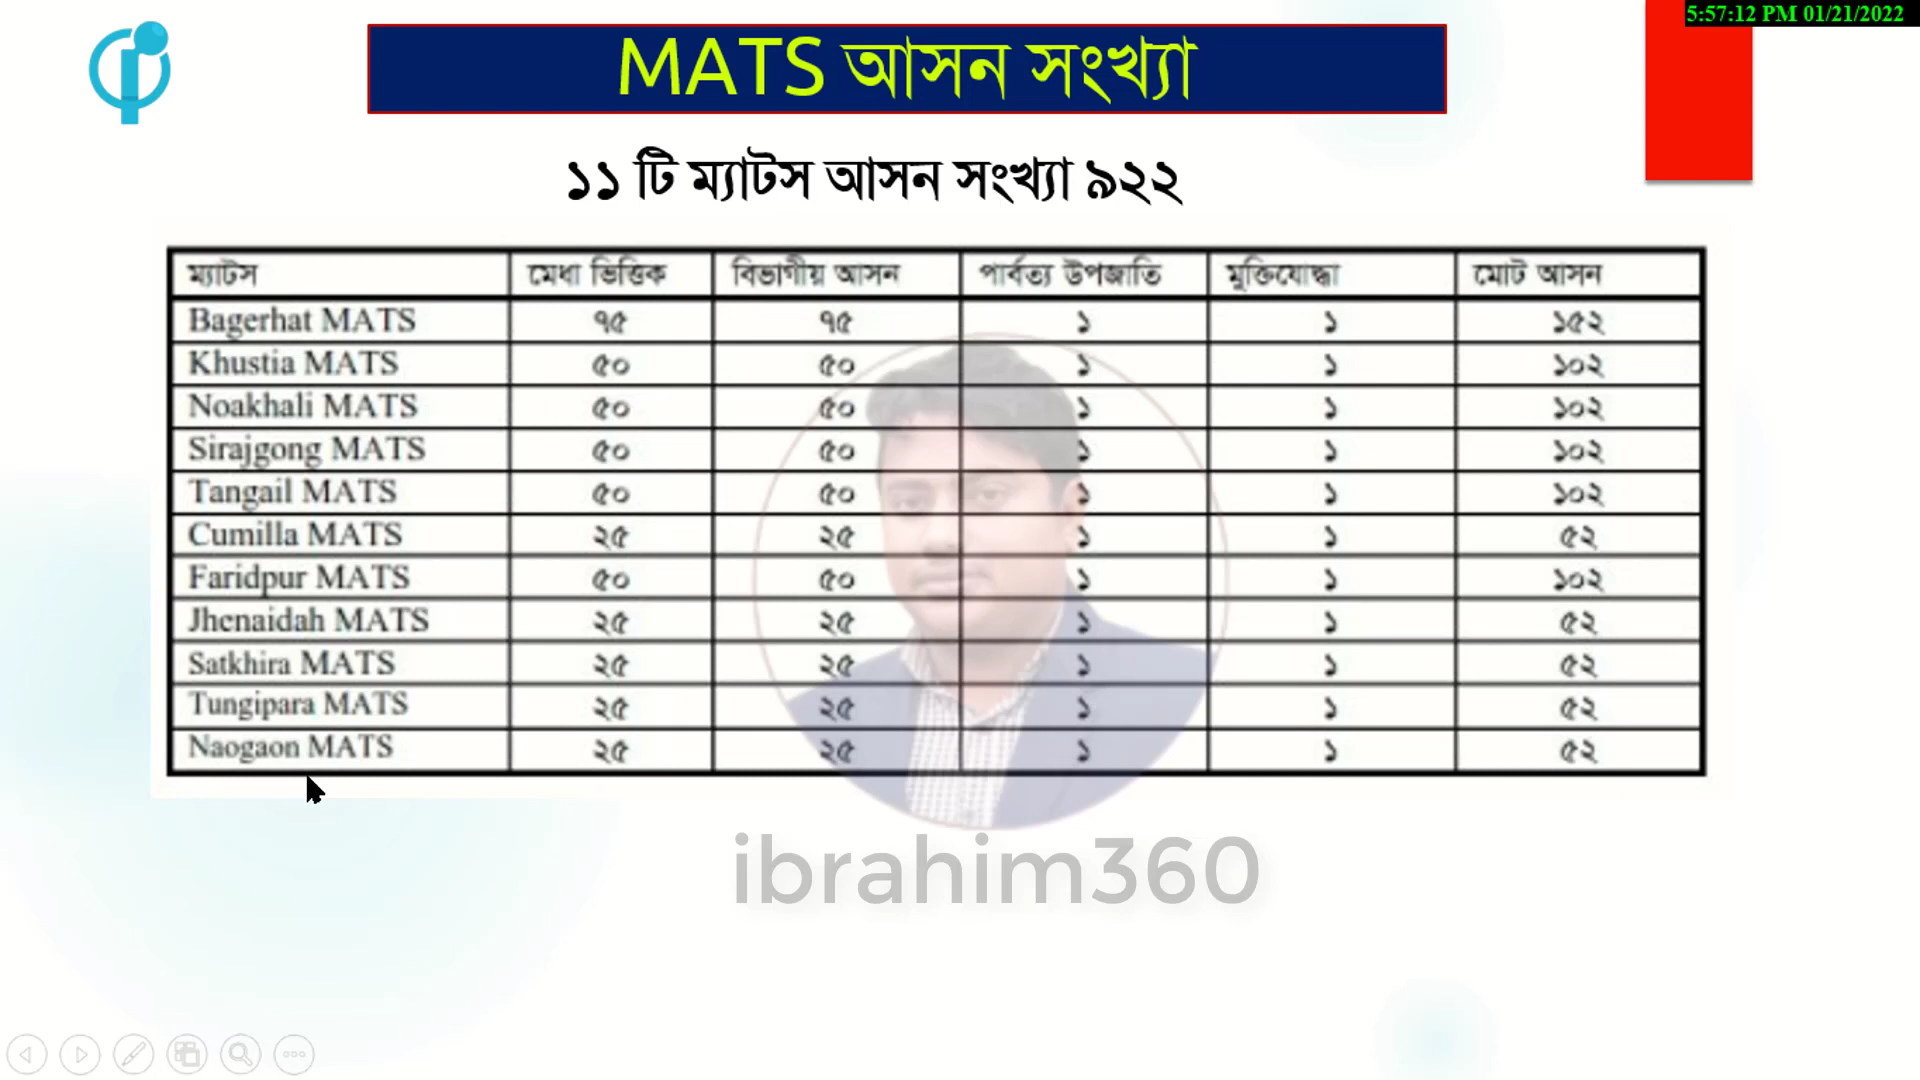 5:57:12 PM 01/21/2022
MATS আসন সংখ্যা
১১ টি ম্যাটস আসন সংখ্যা ৯২২
ম্যাটস মেধা ভিত্তিক বিভাগীয় আসন পার্বত্য উপজাতি মুক্তিযোদ্ধা মোট আসন
Bagerhat MATS ৭৫ ৭৫ ১ ১ ১৫২
Khustia MATS ৫০ ৫০ ১ ১ ১০২
Noakhali MATS ৫০ ৫০ ১ ১ ১০২
Sirajgong MATS ৫০ ৫০ ১ ১ ১০২
Tangail MATS ৫০ ৫০ ১ ১ ১০২
Cumilla MATS ২৫ ২৫ ১ ১ ৫২
Faridpur MATS ৫০ ৫০ ১ ১ ১০২
Jhenaidah MATS ২৫ ২৫ ১ ১ ৫২
Satkhira MATS ২৫ ২৫ ১ ১ ৫২
Tungipara MATS ২৫ ২৫ ১ ১ ৫২
Naogaon MATS ২৫ ২৫ ১ ১ ৫২
ibrahim360